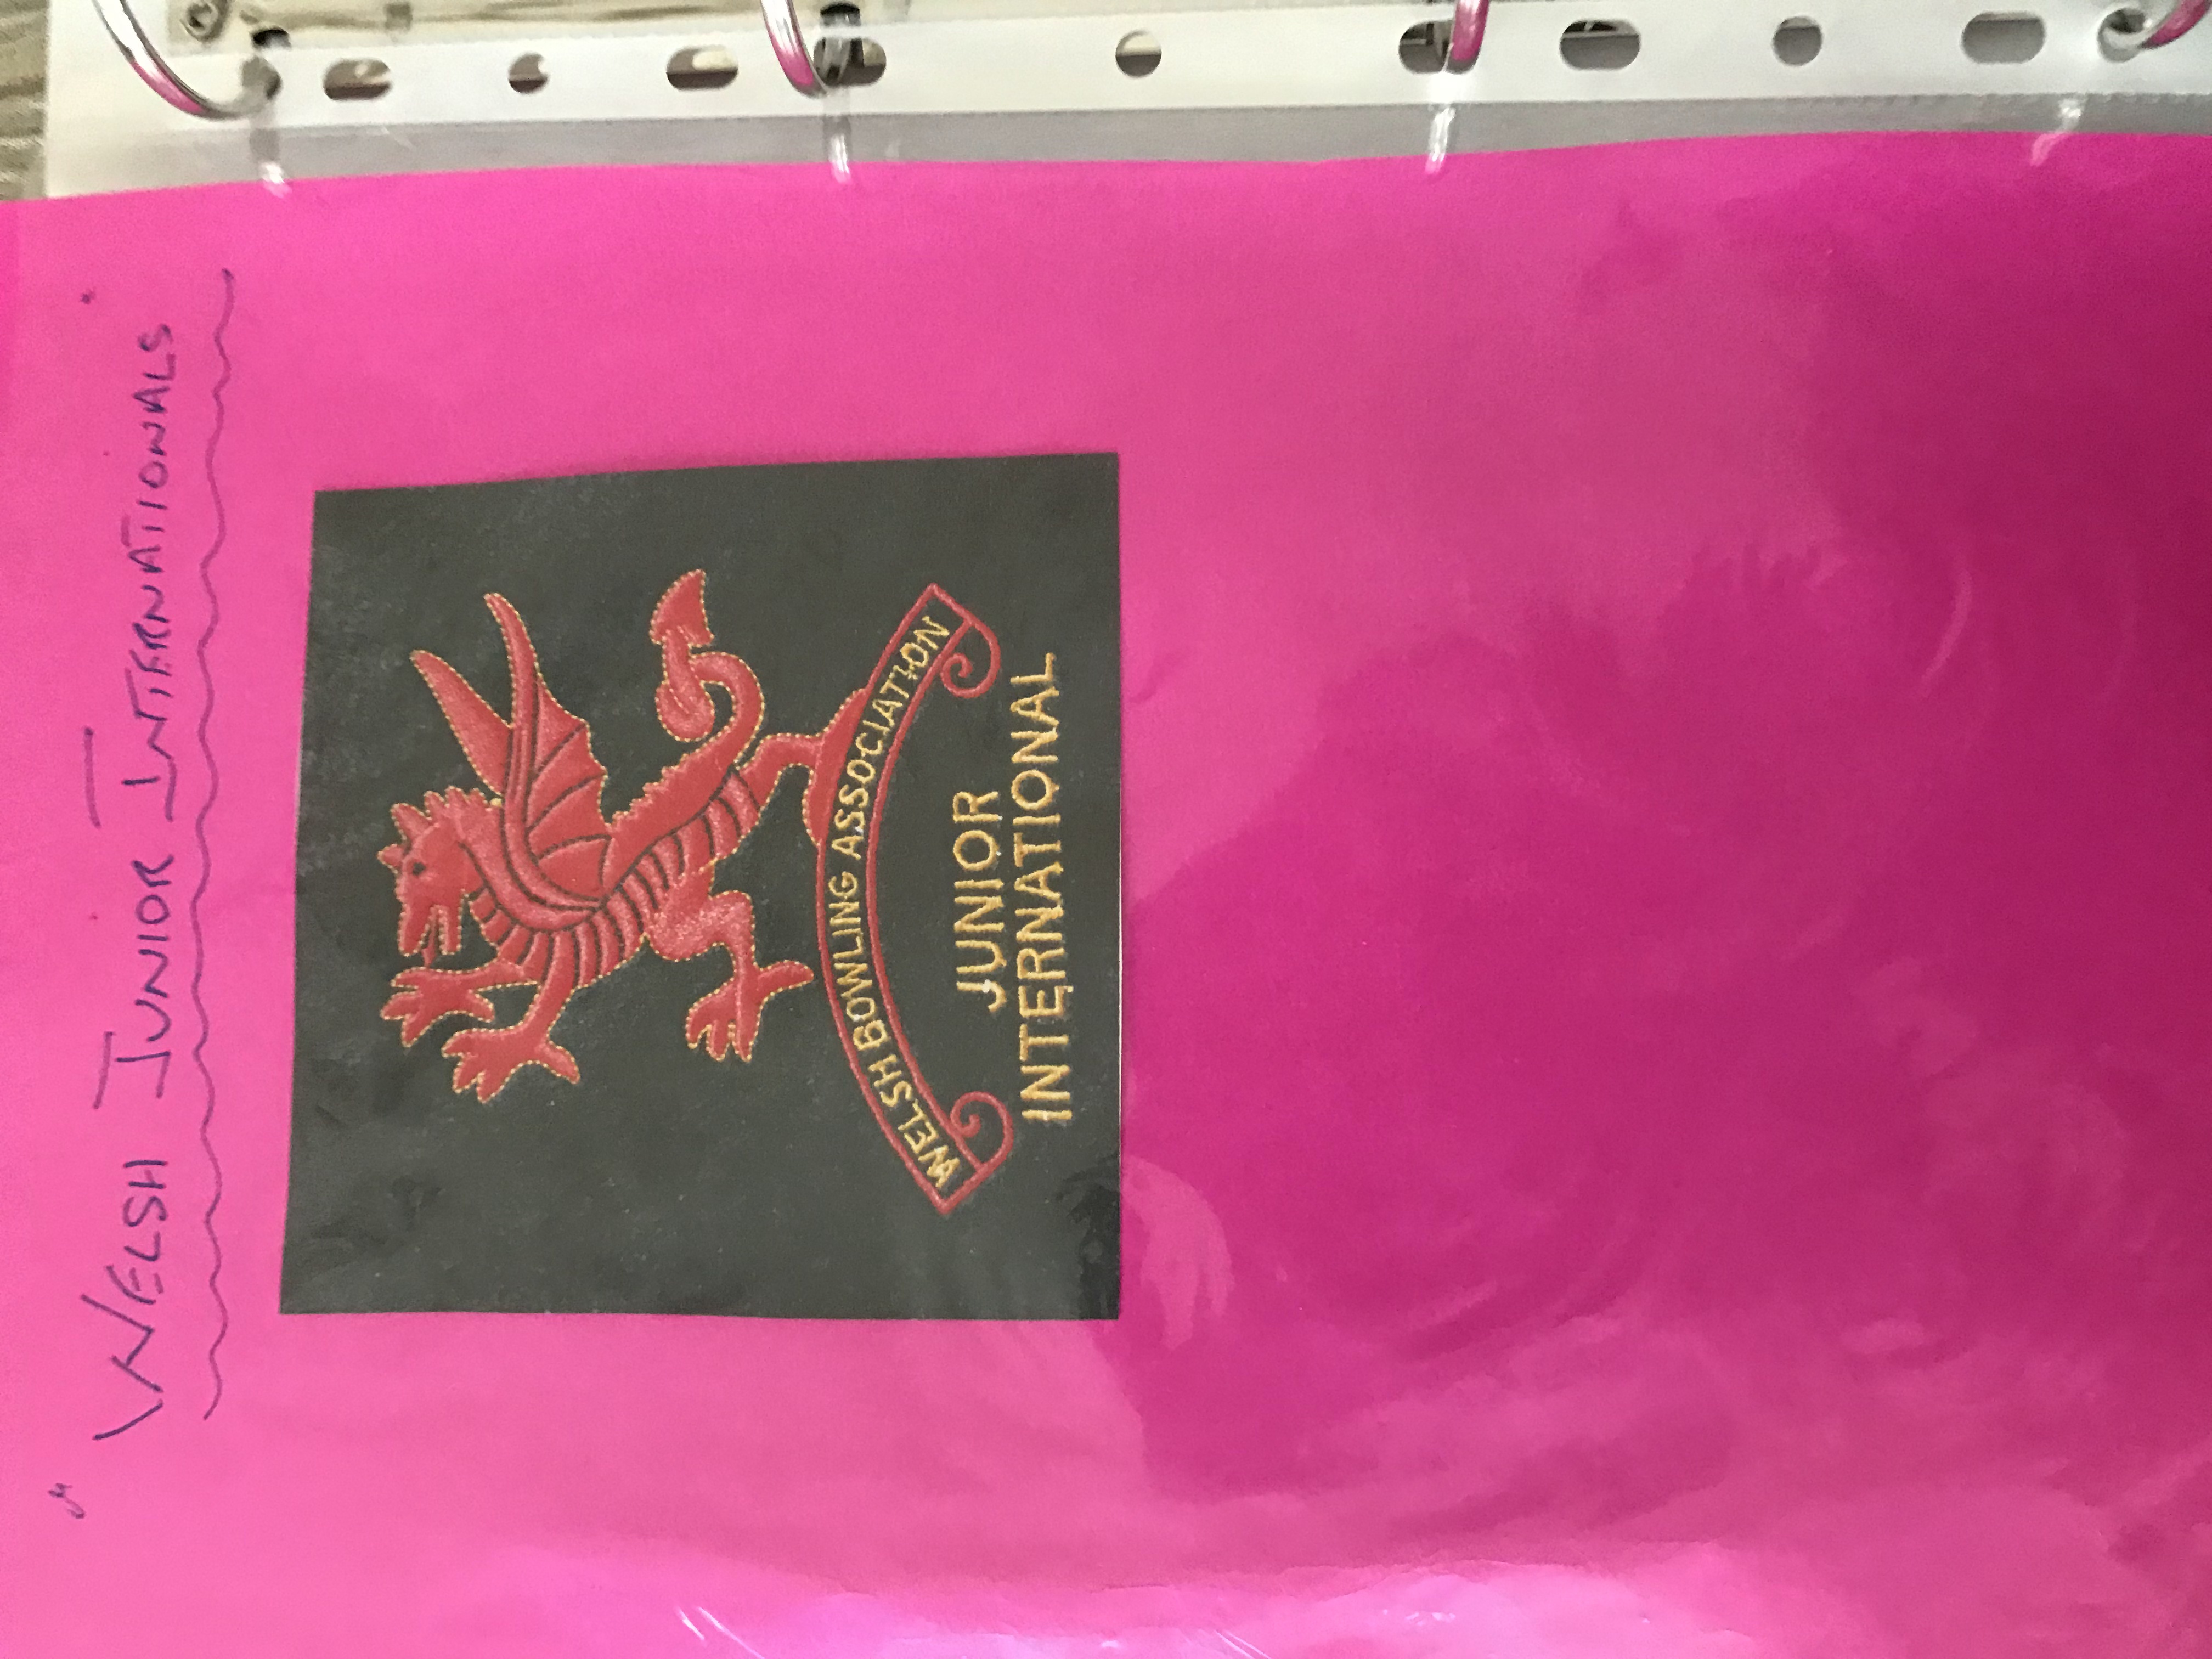 " WELSH JUNIOR INTERNATIONALS "
WELSH BOWLING ASSOCIATION
JUNIOR
INTERNATIONAL